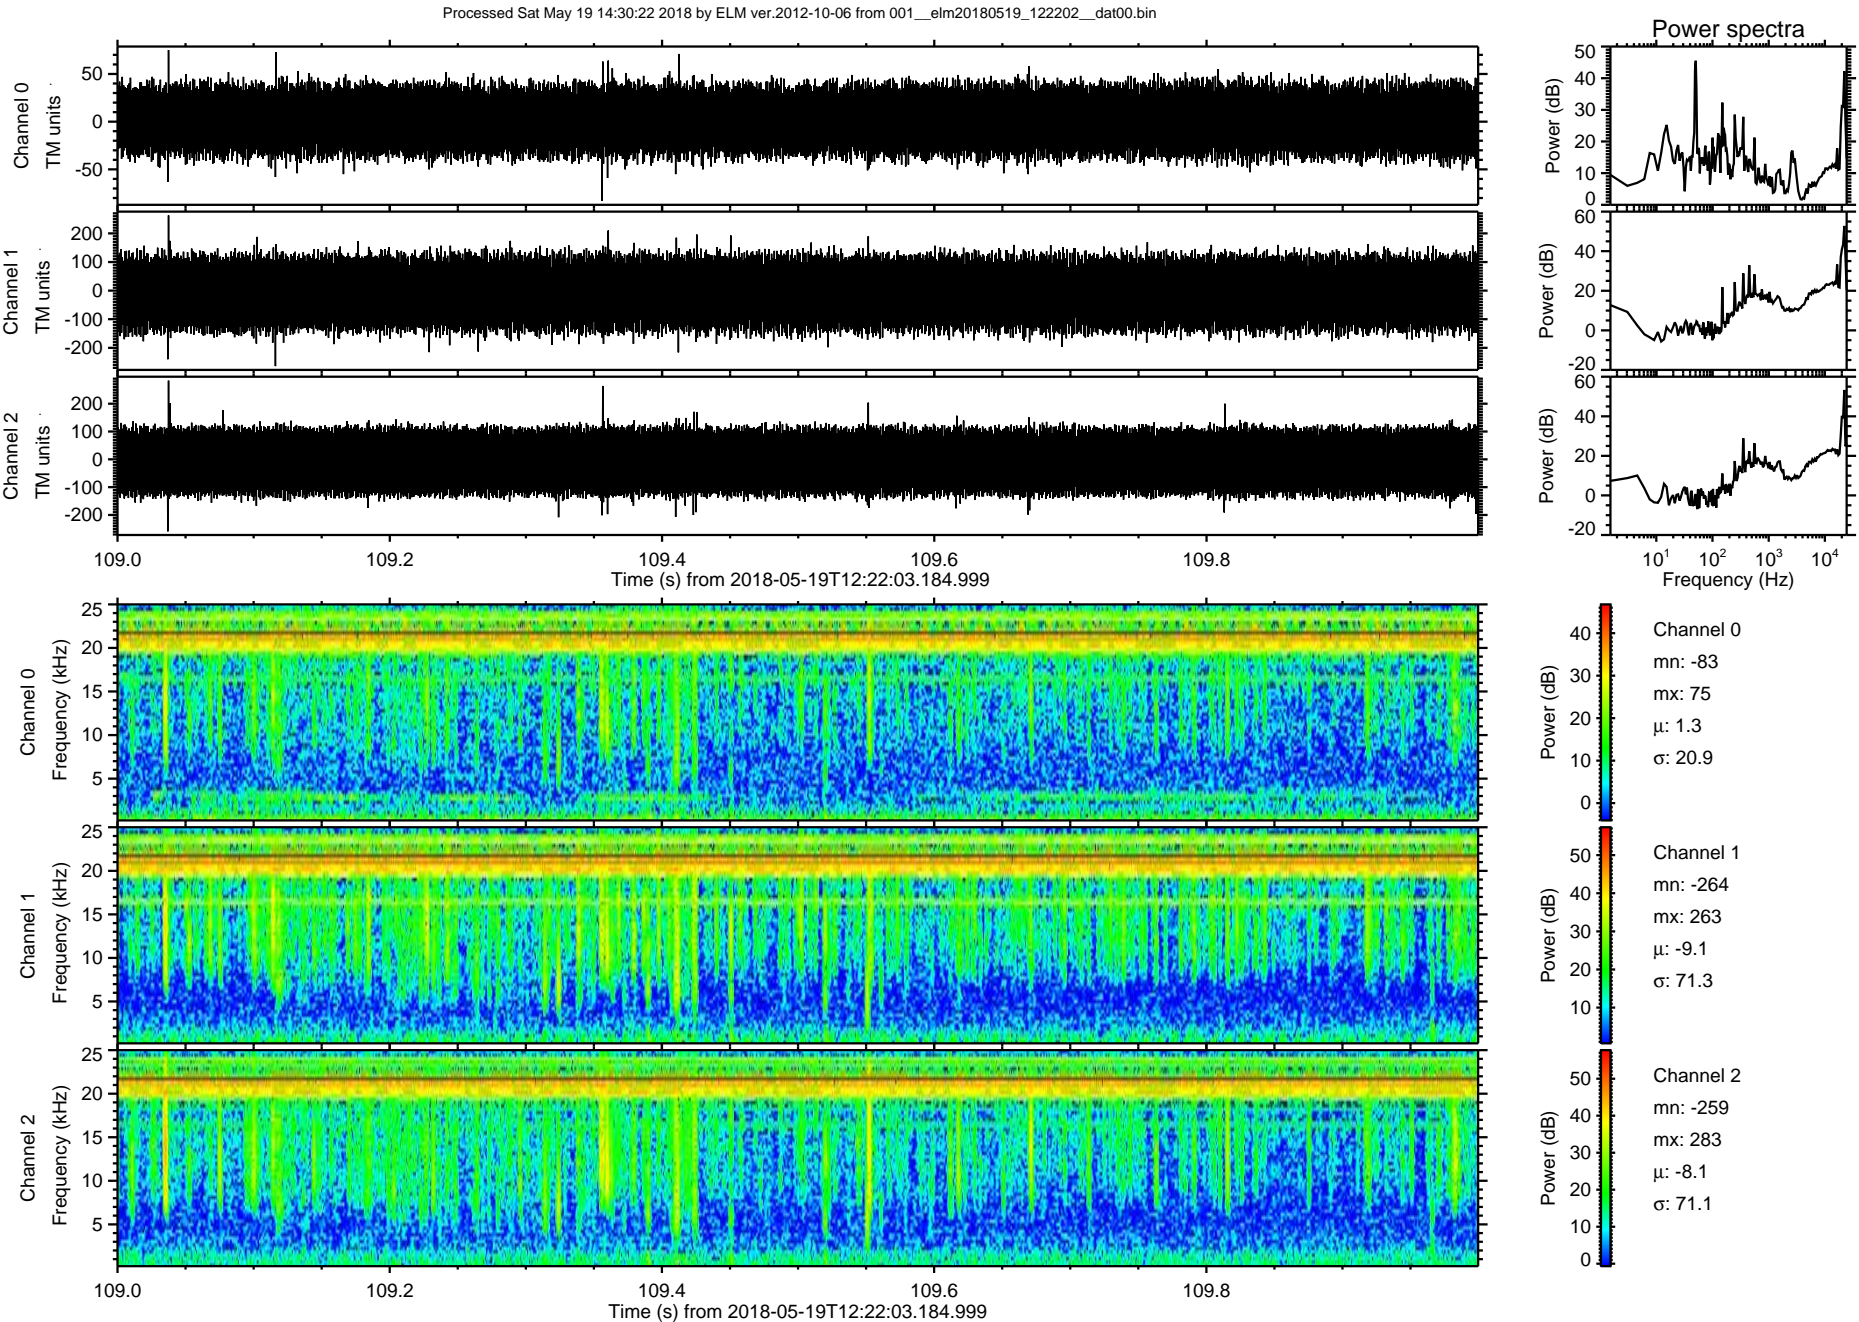 Processed Sat May 19 14:30:22 2018 by ELM ver.2012-10-06 from 001__elm20180519_122202__dat00.bin
Power spectra
Channel 0
TM units
50
0
-50
Power (dB)
50
40
30
20
10
0
Channel 1
TM units
200
100
0
-100
-200
Power (dB)
60
40
20
0
-20
Channel 2
TM units
200
100
0
-100
-200
Power (dB)
60
40
20
0
-20
109.0 109.2 109.4 109.6 109.8
Time (s) from 2018-05-19T12:22:03.184.999
10^1 10^2 10^3 10^4
Frequency (Hz)
Channel 0
Frequency (kHz)
25
20
15
10
5
Power (dB)
40
30
20
10
0
Channel 0
mn: -83
mx: 75
µ: 1.3
σ: 20.9
Channel 1
Frequency (kHz)
25
20
15
10
5
Power (dB)
50
40
30
20
10
Channel 1
mn: -264
mx: 263
µ: -9.1
σ: 71.3
Channel 2
Frequency (kHz)
25
20
15
10
5
Power (dB)
50
40
30
20
10
0
Channel 2
mn: -259
mx: 283
µ: -8.1
σ: 71.1
109.0 109.2 109.4 109.6 109.8
Time (s) from 2018-05-19T12:22:03.184.999